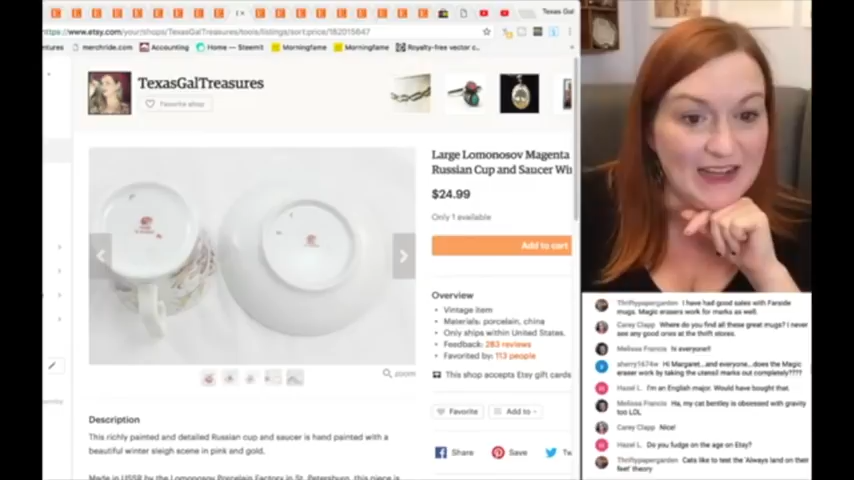 Texas Gal
https://www.etsy.com/your/shops/TexasGalTreasures/tools/listings/sort:price/182015847
merchride.com
Accounting
Home — Steemit
Morningfame
Morningfame
Royalty-free vector c...
TexasGalTreasures
Favorite shop
Large Lomonosov Magenta
Russian Cup and Saucer Win
$24.99
Only 1 available
Add to cart
Overview
• Vintage item
• Materials: porcelain, china
• Only ships within United States.
• Feedback: 283 reviews
• Favorited by: 113 people
This shop accepts Etsy gift cards
zoom
Favorite
Add to
Share
Save
Tw
Description
This richly painted and detailed Russian cup and saucer is hand painted with a
beautiful winter sleigh scene in pink and gold.
Made in USSR by the Lomonosov Porcelain Factory in St. Petersburg, this piece is
Thriftypapergarden I have had good sales with Farside
mugs. Magic erasers work for marks as well.
Carey Clapp Where do you find all these great mugs? I never
see any good ones at the thrift stores.
Melissa Francis hi everyone!!
sherry1674w Hi Margaret...and everyone...does the Magic
eraser work by taking the utensil marks out completely????
Hazel L. I'm an English major. Would have bought that.
Melissa Francis Ha, my cat bentley is obsessed with gravity
too LOL
Carey Clapp Nice!
Hazel L. Do you fudge on the age on Etsy?
Thriftypapergarden Cats like to test the 'Always land on their
feet' theory